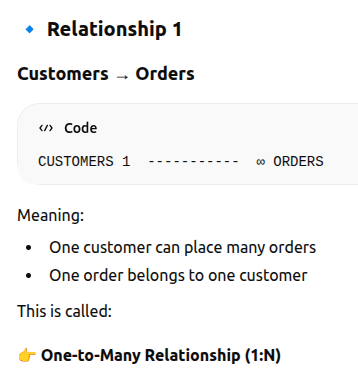 🔹 Relationship 1
Customers → Orders
</> Code
CUSTOMERS 1  -----------  ∞ ORDERS
Meaning:
• One customer can place many orders
• One order belongs to one customer
This is called:
👉 One-to-Many Relationship (1:N)